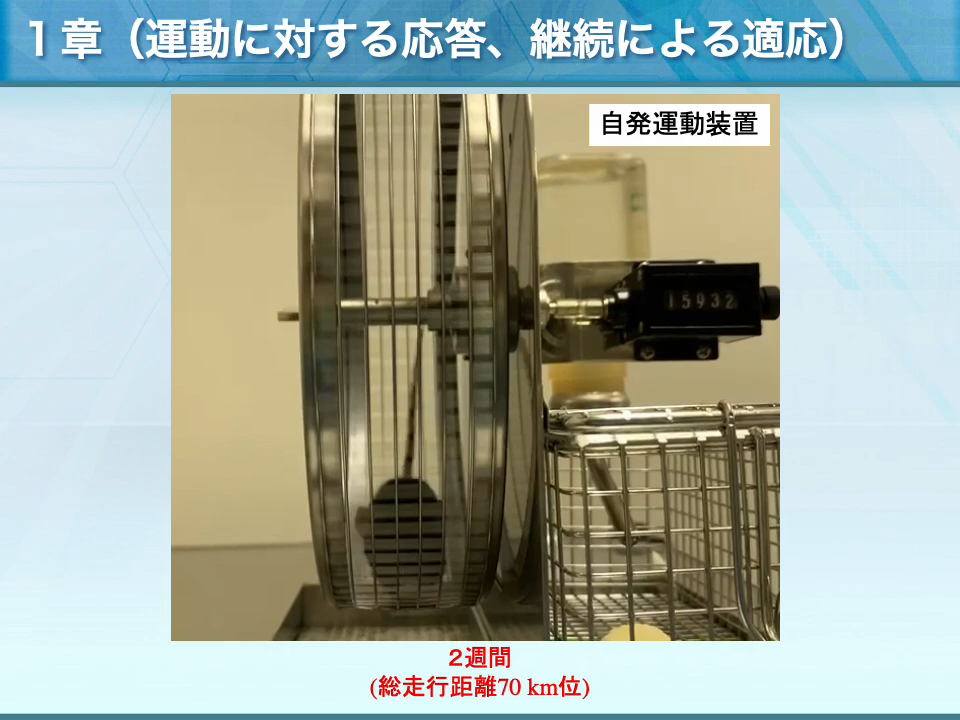 １章（運動に対する応答、継続による適応）
自発運動装置
15932
２週間
(総走行距離70 km位)